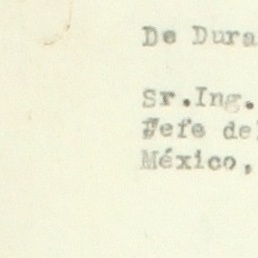 De Dura
Sr.Ing.
Jefe de
México,